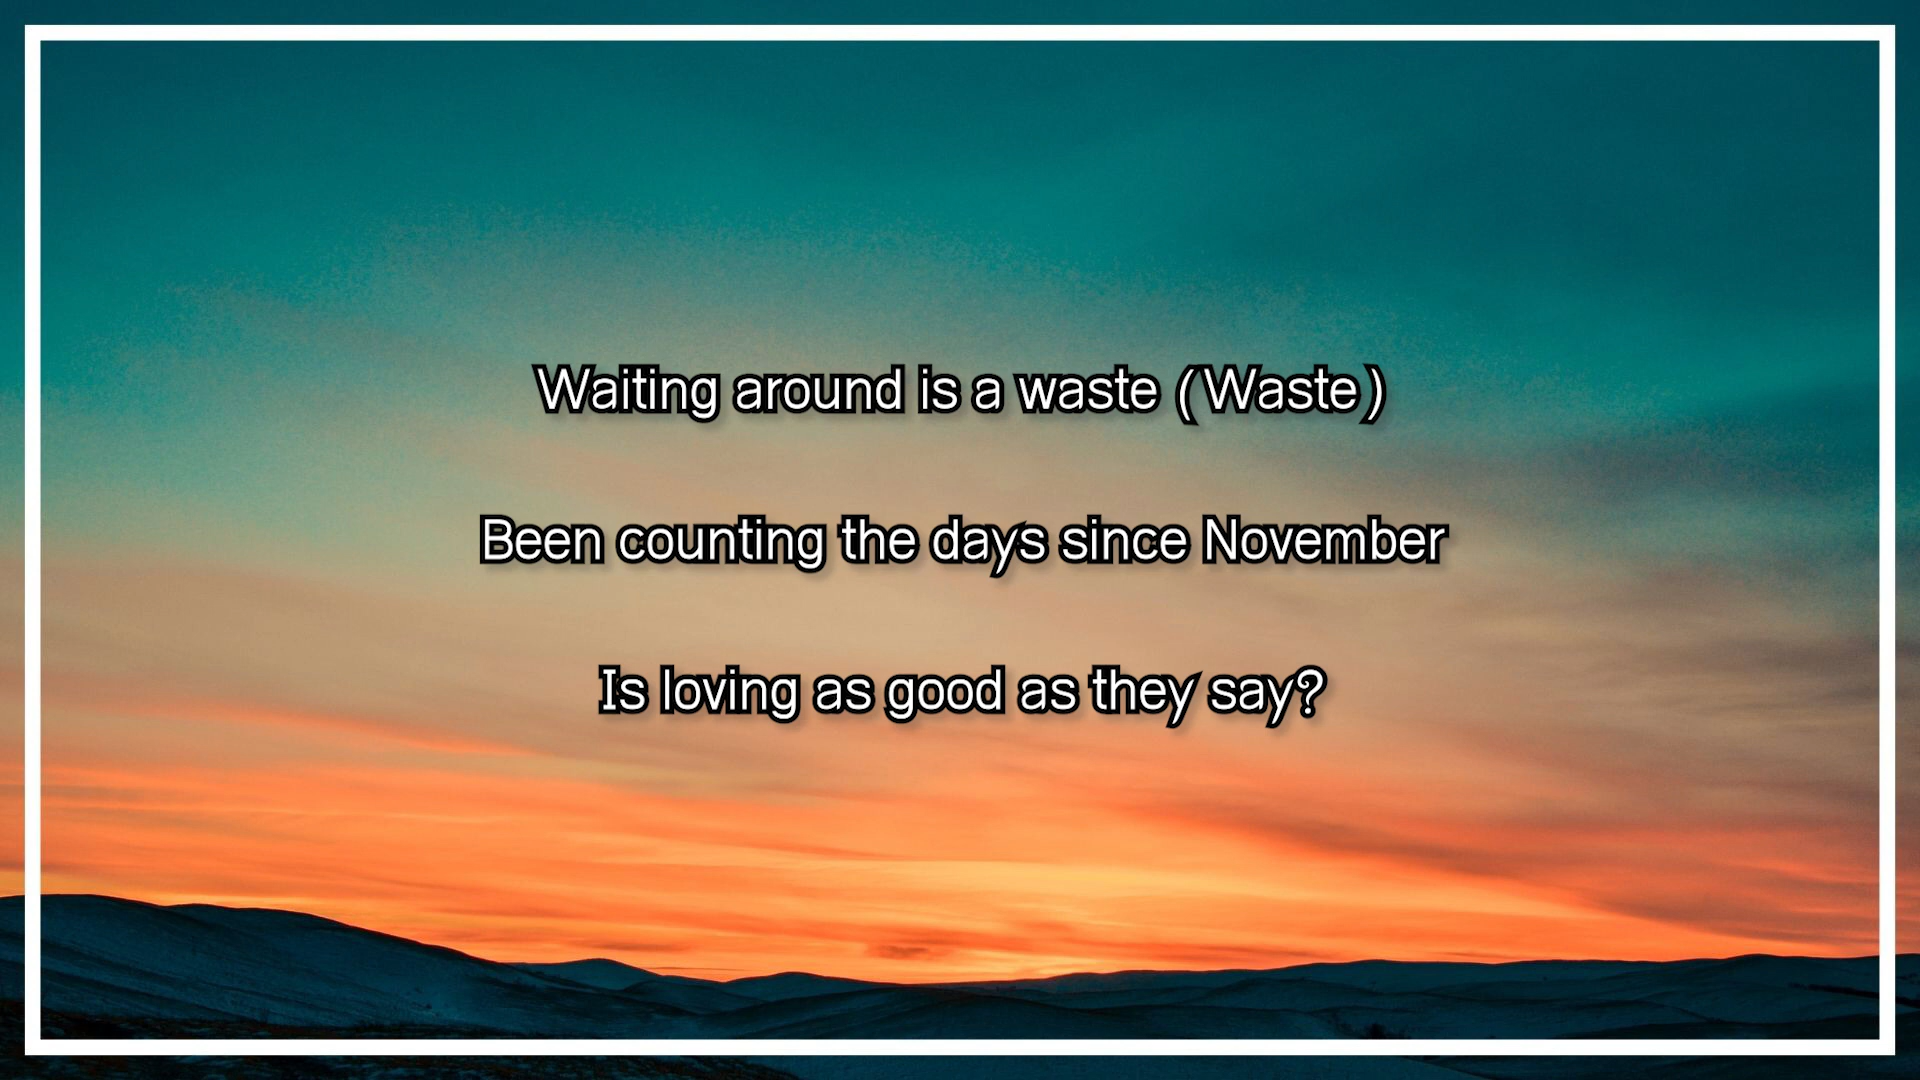 Waiting around is a waste (Waste)
Been counting the days since November
Is loving as good as they say?